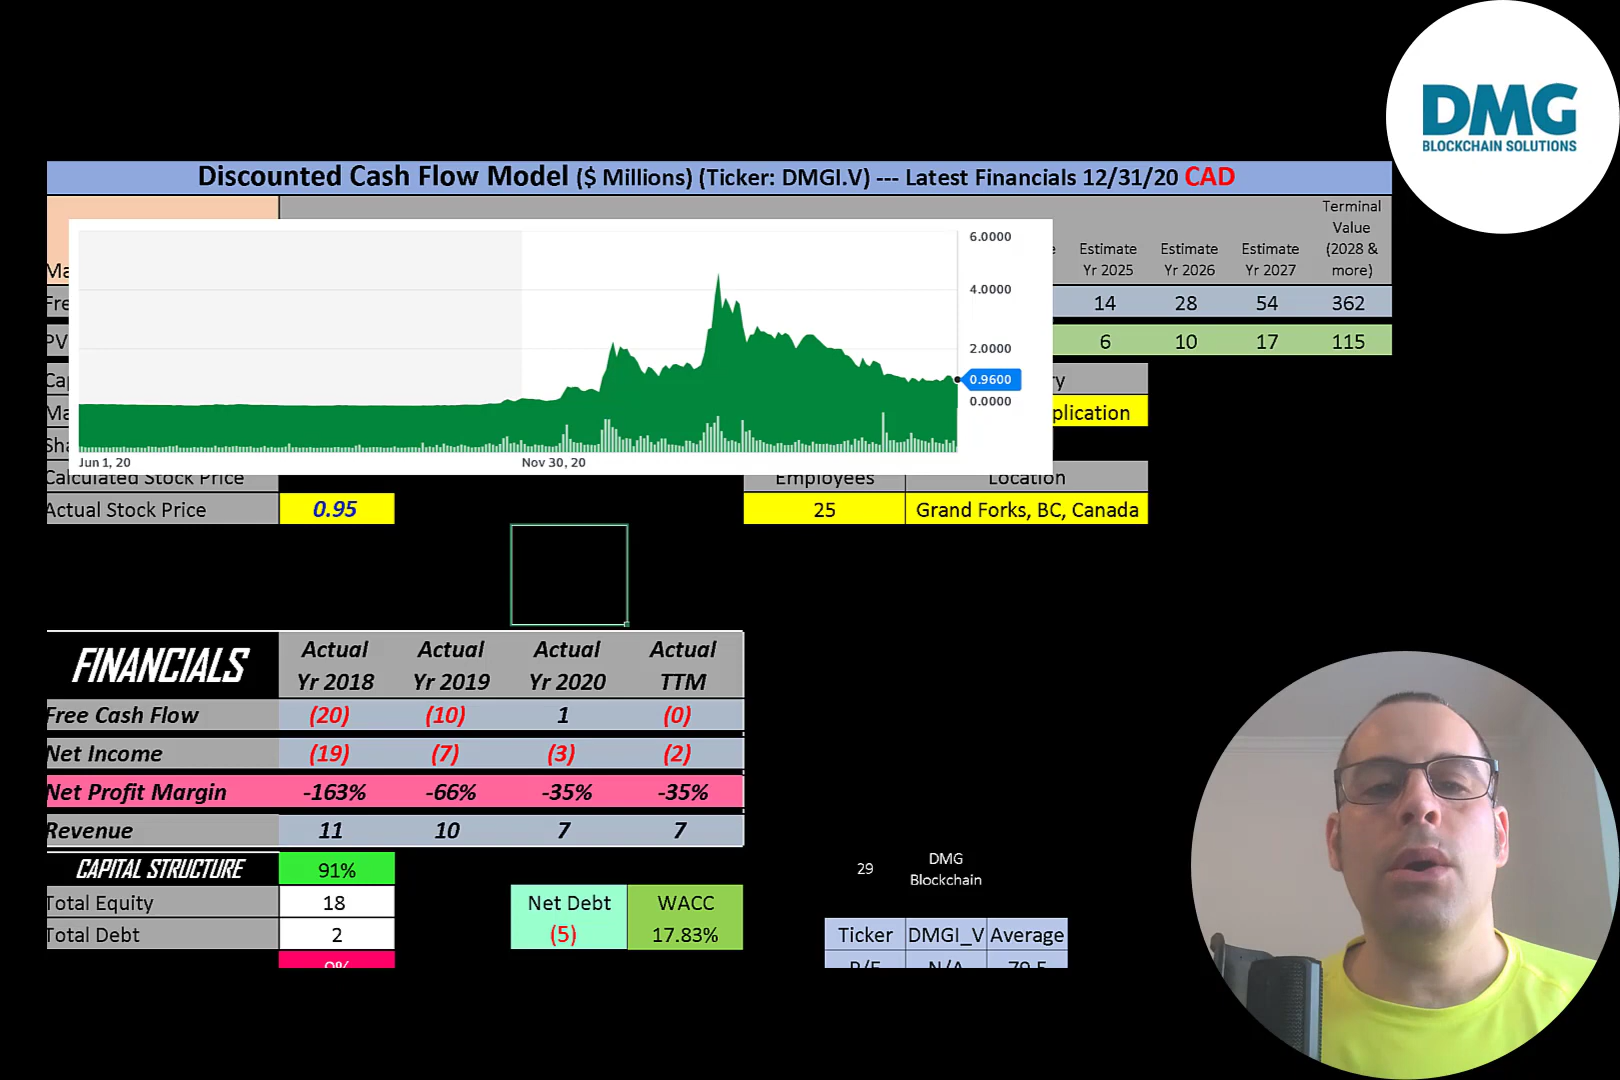 DMG
BLOCKCHAIN SOLUTIONS
Discounted Cash Flow Model ($ Millions) (Ticker: DMGI.V) --- Latest Financials 12/31/20 CAD
Estimate Yr 2025
Estimate Yr 2026
Estimate Yr 2027
Terminal Value (2028 & more)
14 28 54 362
6 10 17 115
6.0000
4.0000
2.0000
0.9600
0.0000
Jun 1, 20
Nov 30, 20
plication
Calculated Stock Price
Employees Location
Actual Stock Price 0.95
25 Grand Forks, BC, Canada
FINANCIALS
Actual Yr 2018
Actual Yr 2019
Actual Yr 2020
Actual TTM
Free Cash Flow (20) (10) 1 (0)
Net Income (19) (7) (3) (2)
Net Profit Margin -163% -66% -35% -35%
Revenue 11 10 7 7
CAPITAL STRUCTURE 91%
Total Equity 18
Total Debt 2
Net Debt WACC
(5) 17.83%
29 DMG Blockchain
Ticker DMGI_V Average
P/E N/A 79.5